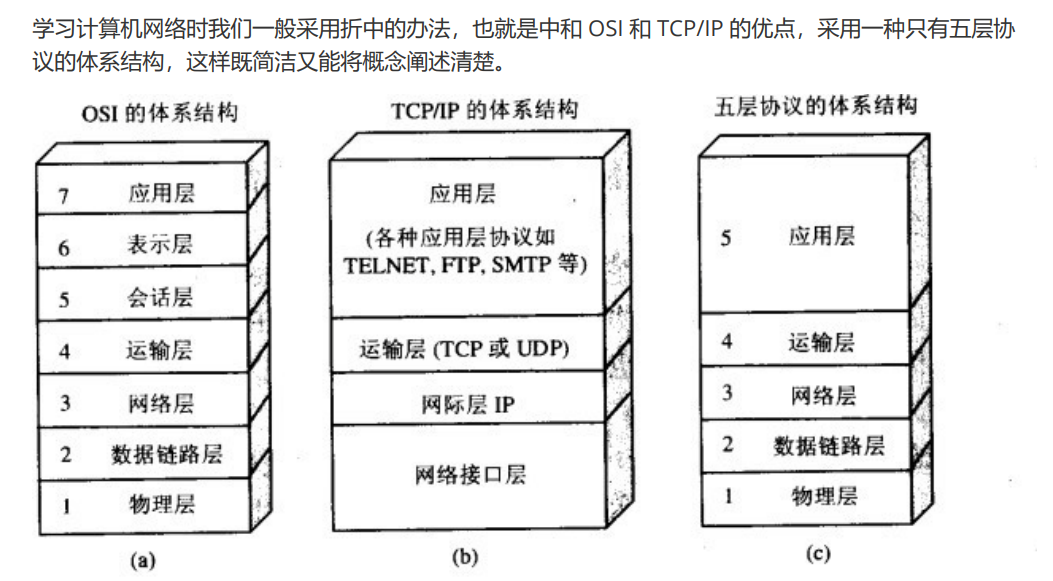 学习计算机网络时我们一般采用折中的办法，也就是中和 OSI 和 TCP/IP 的优点，采用一种只有五层协
议的体系结构，这样既简洁又能将概念阐述清楚。
OSI 的体系结构
7 应用层
6 表示层
5 会话层
4 运输层
3 网络层
2 数据链路层
1 物理层
(a)
TCP/IP 的体系结构
应用层
(各种应用层协议如
TELNET, FTP, SMTP 等)
运输层 (TCP 或 UDP)
网际层 IP
网络接口层
(b)
五层协议的体系结构
5 应用层
4 运输层
3 网络层
2 数据链路层
1 物理层
(c)